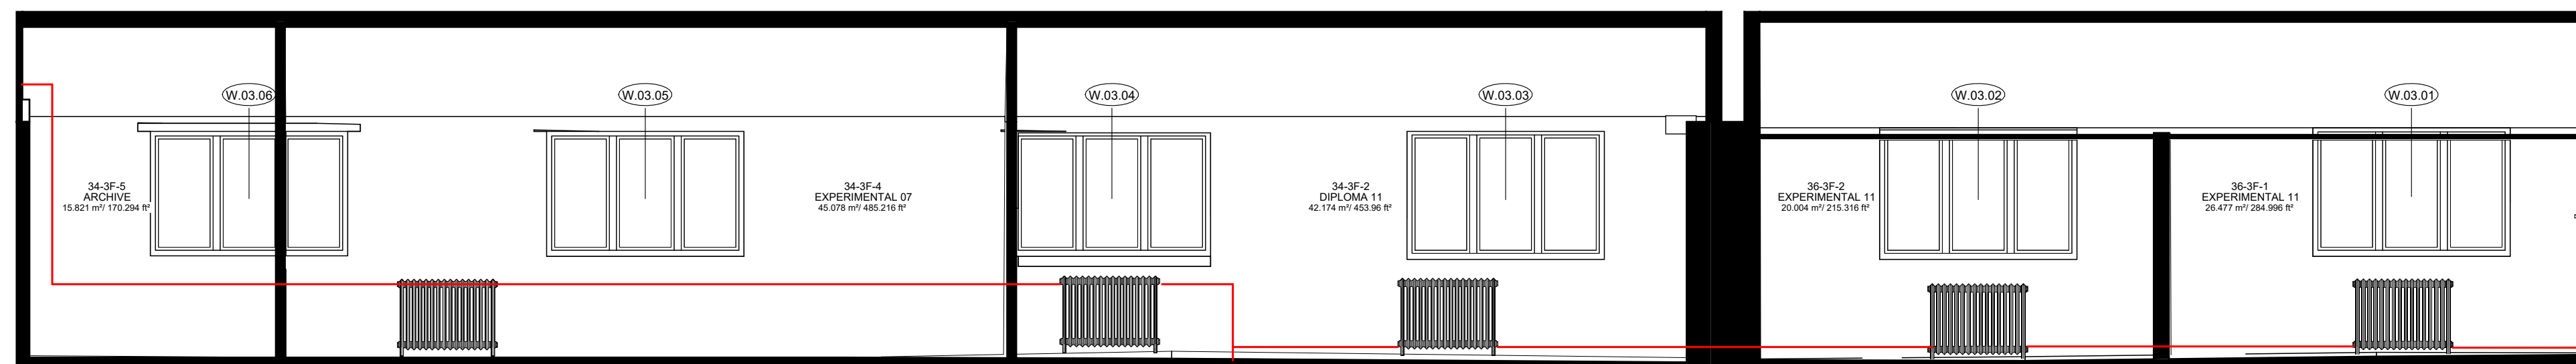 W.03.06
W.03.05
W.03.04
W.03.03
W.03.02
W.03.01
34-3F-5
ARCHIVE
15.821 m²/ 170.294 ft²
34-3F-4
EXPERIMENTAL 07
45.078 m²/ 485.216 ft²
34-3F-2
DIPLOMA 11
42.174 m²/ 453.96 ft²
36-3F-2
EXPERIMENTAL 11
20.004 m²/ 215.316 ft²
36-3F-1
EXPERIMENTAL 11
26.477 m²/ 284.996 ft²